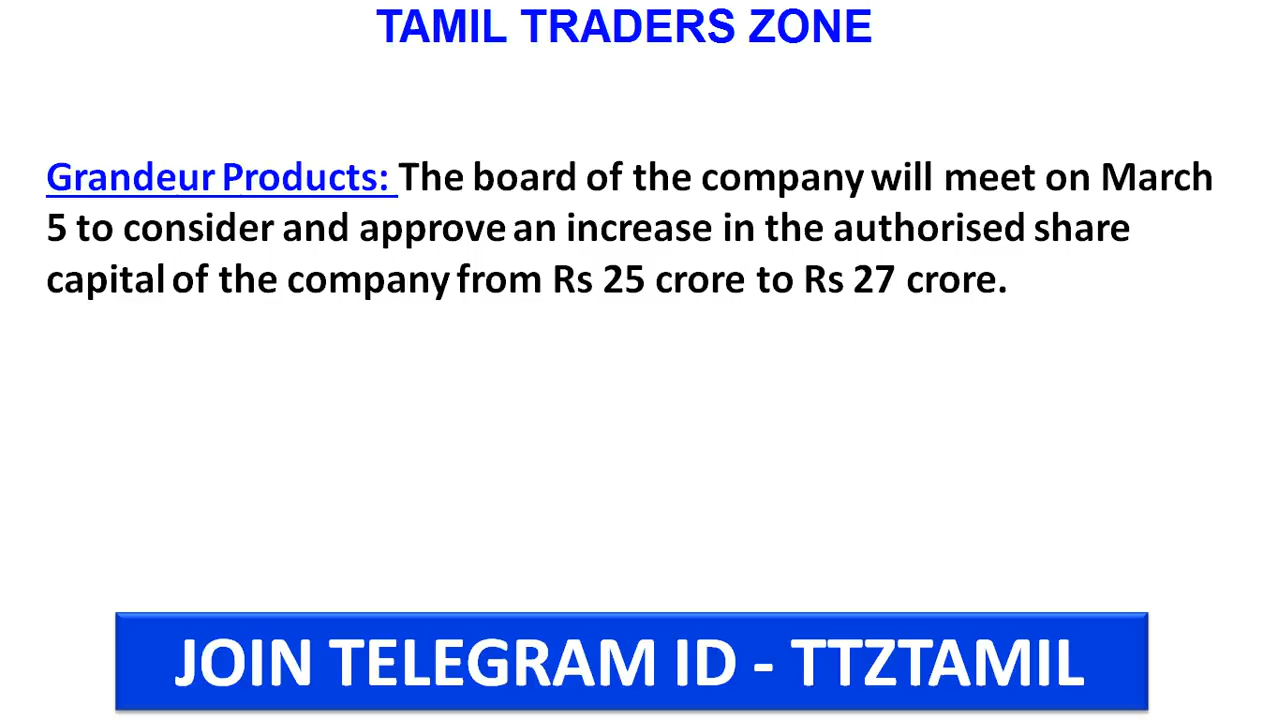 TAMIL TRADERS ZONE
Grandeur Products: The board of the company will meet on March
5 to consider and approve an increase in the authorised share
capital of the company from Rs 25 crore to Rs 27 crore.
JOIN TELEGRAM ID - TTZTAMIL